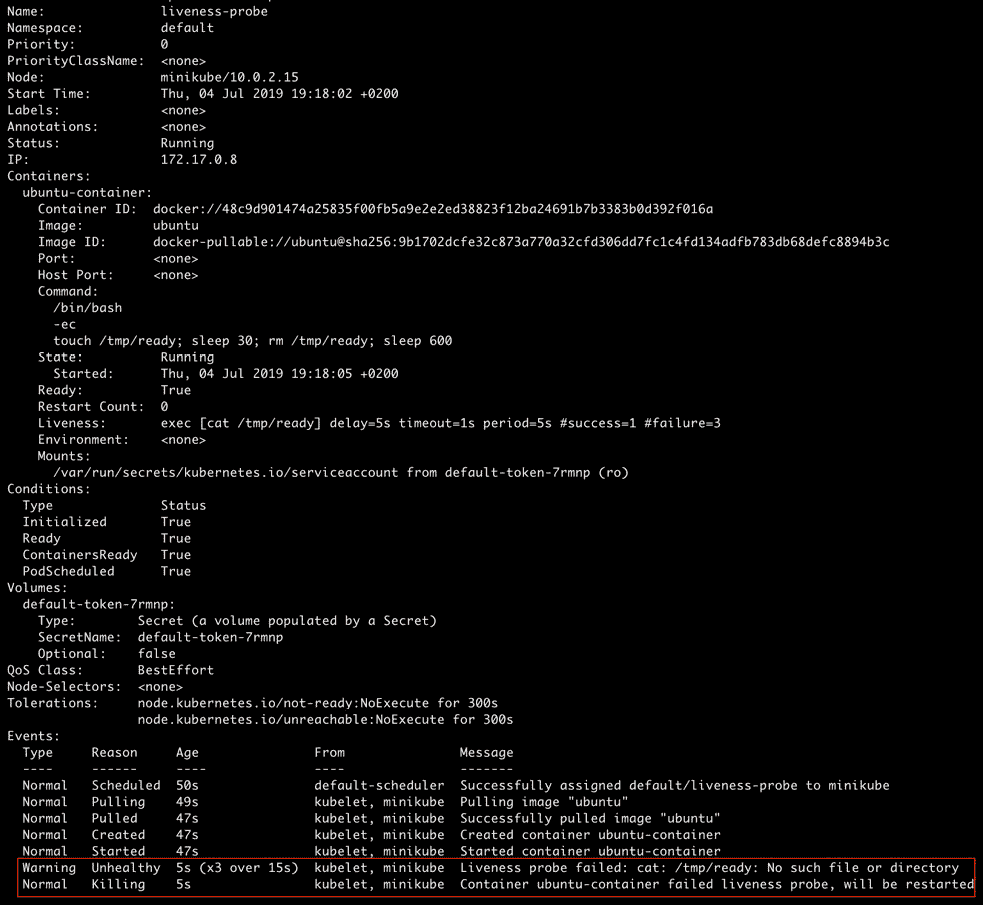 Name: liveness-probe
Namespace: default
Priority: 0
PriorityClassName: <none>
Node: minikube/10.0.2.15
Start Time: Thu, 04 Jul 2019 19:18:02 +0200
Labels: <none>
Annotations: <none>
Status: Running
IP: 172.17.0.8
Containers:
ubuntu-container:
Container ID: docker://48c9d901474a25835f00fb5a9e2e2ed38823f12ba24691b7b3383b0d392f016a
Image: ubuntu
Image ID: docker-pullable://ubuntu@sha256:9b1702dcfe32c873a770a32cfd306dd7fc1c4fd134adfb783db68defc8894b3c
Port: <none>
Host Port: <none>
Command:
/bin/bash
-ec
touch /tmp/ready; sleep 30; rm /tmp/ready; sleep 600
State: Running
Started: Thu, 04 Jul 2019 19:18:05 +0200
Ready: True
Restart Count: 0
Liveness: exec [cat /tmp/ready] delay=5s timeout=1s period=5s #success=1 #failure=3
Environment: <none>
Mounts:
/var/run/secrets/kubernetes.io/serviceaccount from default-token-7rmnp (ro)
Conditions:
Type Status
Initialized True
Ready True
ContainersReady True
PodScheduled True
Volumes:
default-token-7rmnp:
Type: Secret (a volume populated by a Secret)
SecretName: default-token-7rmnp
Optional: false
QoS Class: BestEffort
Node-Selectors: <none>
Tolerations: node.kubernetes.io/not-ready:NoExecute for 300s
node.kubernetes.io/unreachable:NoExecute for 300s
Events:
Type Reason Age From Message
---- ------ ---- ---- -------
Normal Scheduled 50s default-scheduler Successfully assigned default/liveness-probe to minikube
Normal Pulling 49s kubelet, minikube Pulling image "ubuntu"
Normal Pulled 47s kubelet, minikube Successfully pulled image "ubuntu"
Normal Created 47s kubelet, minikube Created container ubuntu-container
Normal Started 47s kubelet, minikube Started container ubuntu-container
Warning Unhealthy 5s (x3 over 15s) kubelet, minikube Liveness probe failed: cat: /tmp/ready: No such file or directory
Normal Killing 5s kubelet, minikube Container ubuntu-container failed liveness probe, will be restarted